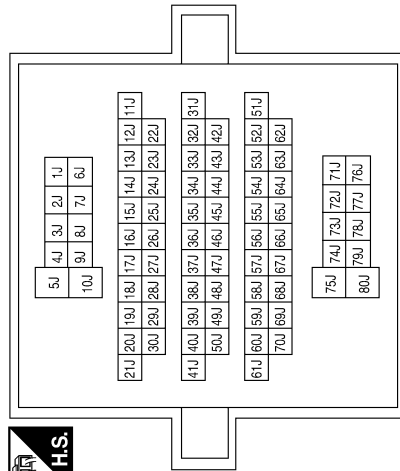 5J 4J 3J 2J 1J
10J 9J 8J 7J 6J
21J 20J 19J 18J 17J 16J 15J 14J 13J 12J 11J
30J 29J 28J 27J 26J 25J 24J 23J 22J
41J 40J 39J 38J 37J 36J 35J 34J 33J 32J 31J
50J 49J 48J 47J 46J 45J 44J 43J 42J
61J 60J 59J 58J 57J 56J 55J 54J 53J 52J 51J
70J 69J 68J 67J 66J 65J 64J 63J 62J
75J 74J 73J 72J 71J
80J 79J 78J 77J 76J
H.S.